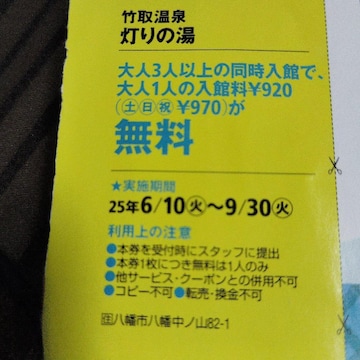 竹取温泉
灯りの湯
大人3人以上の同時入館で、
大人1人の入館料¥920
(㊏㊐㊗¥970)が
無料
★実施期間
25年6/10㊋〜9/30㊋
利用上の注意
●本券を受付時にスタッフに提出
●本券1枚につき無料は1人のみ
●他サービス・クーポンとの併用不可
●コピー不可 ●転売・換金不可
㊟八幡市八幡中ノ山82-1